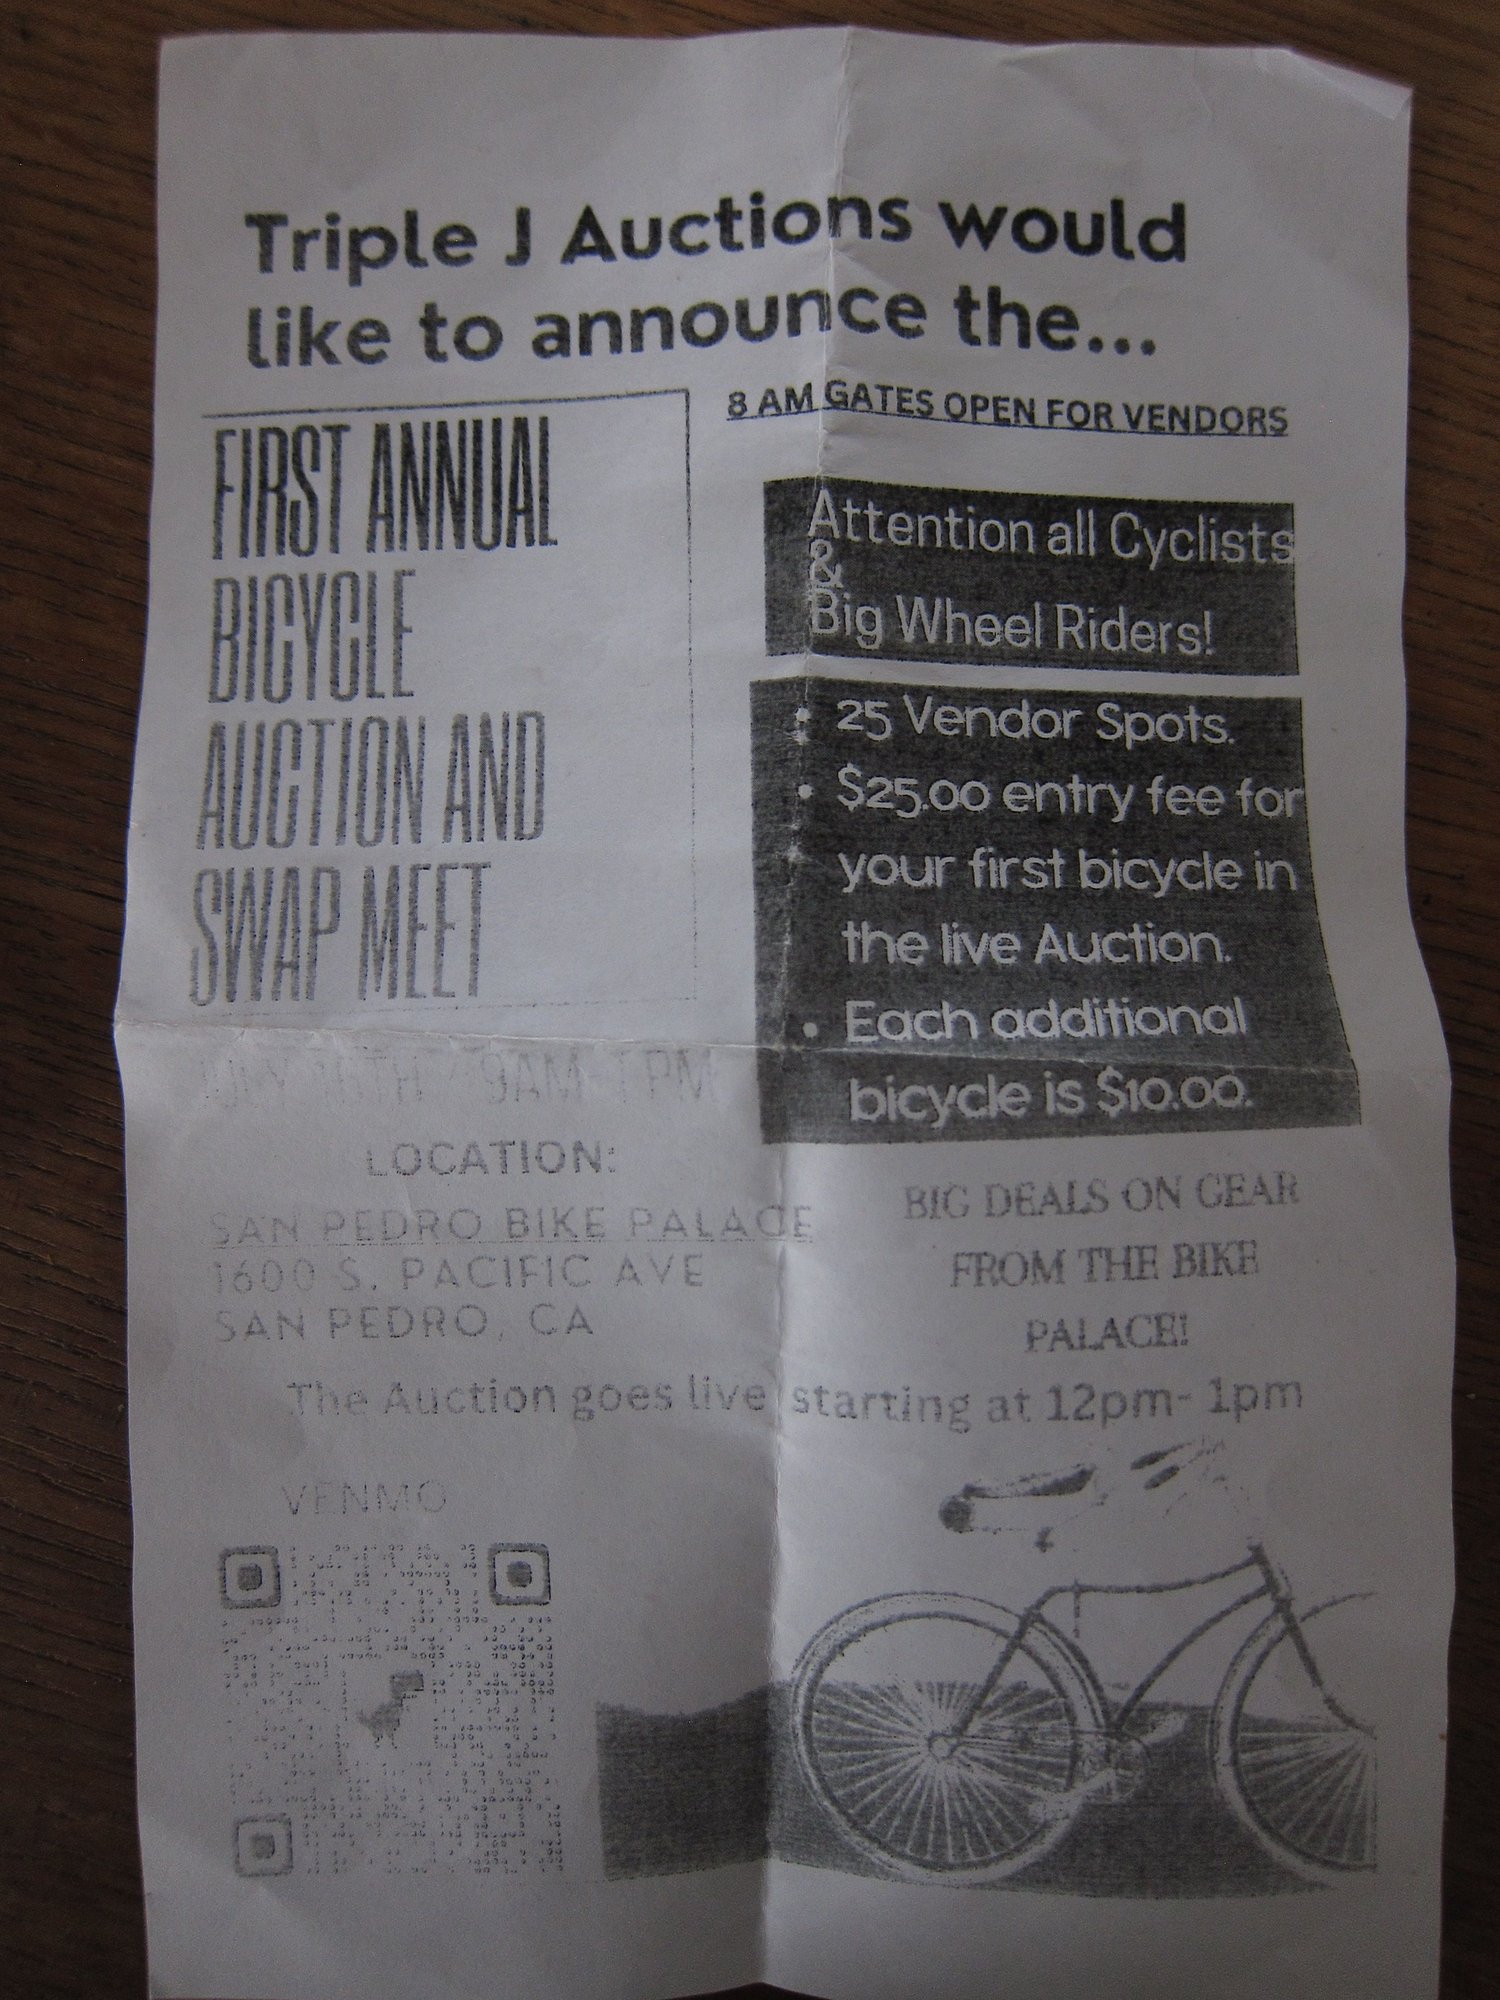 Triple J Auctions would
like to announce the...
8 AM GATES OPEN FOR VENDORS
FIRST ANNUAL
BICYCLE
AUCTION AND
SWAP MEET
JULY 9AM-1PM
LOCATION:
SAN PEDRO BIKE PALACE
1600 S. PACIFIC AVE
SAN PEDRO, CA
Attention all Cyclists
&
Big Wheel Riders!
• 25 Vendor Spots.
• $25.00 entry fee for
your first bicycle in
the live Auction.
• Each additional
bicycle is $10.00.
BIG DEALS ON GEAR
FROM THE BIKE
PALACE!
The Auction goes live starting at 12pm- 1pm
VENMO